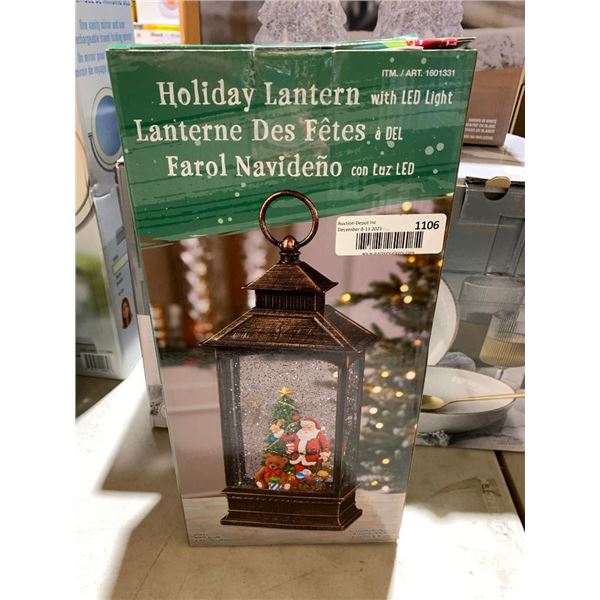 ITM. / ART. 1601331
Holiday Lantern with LED Light
Lanterne Des Fêtes à DEL
Farol Navideño con Luz LED
Auction Depot Inc
December 8-13 2023 - ...
1106